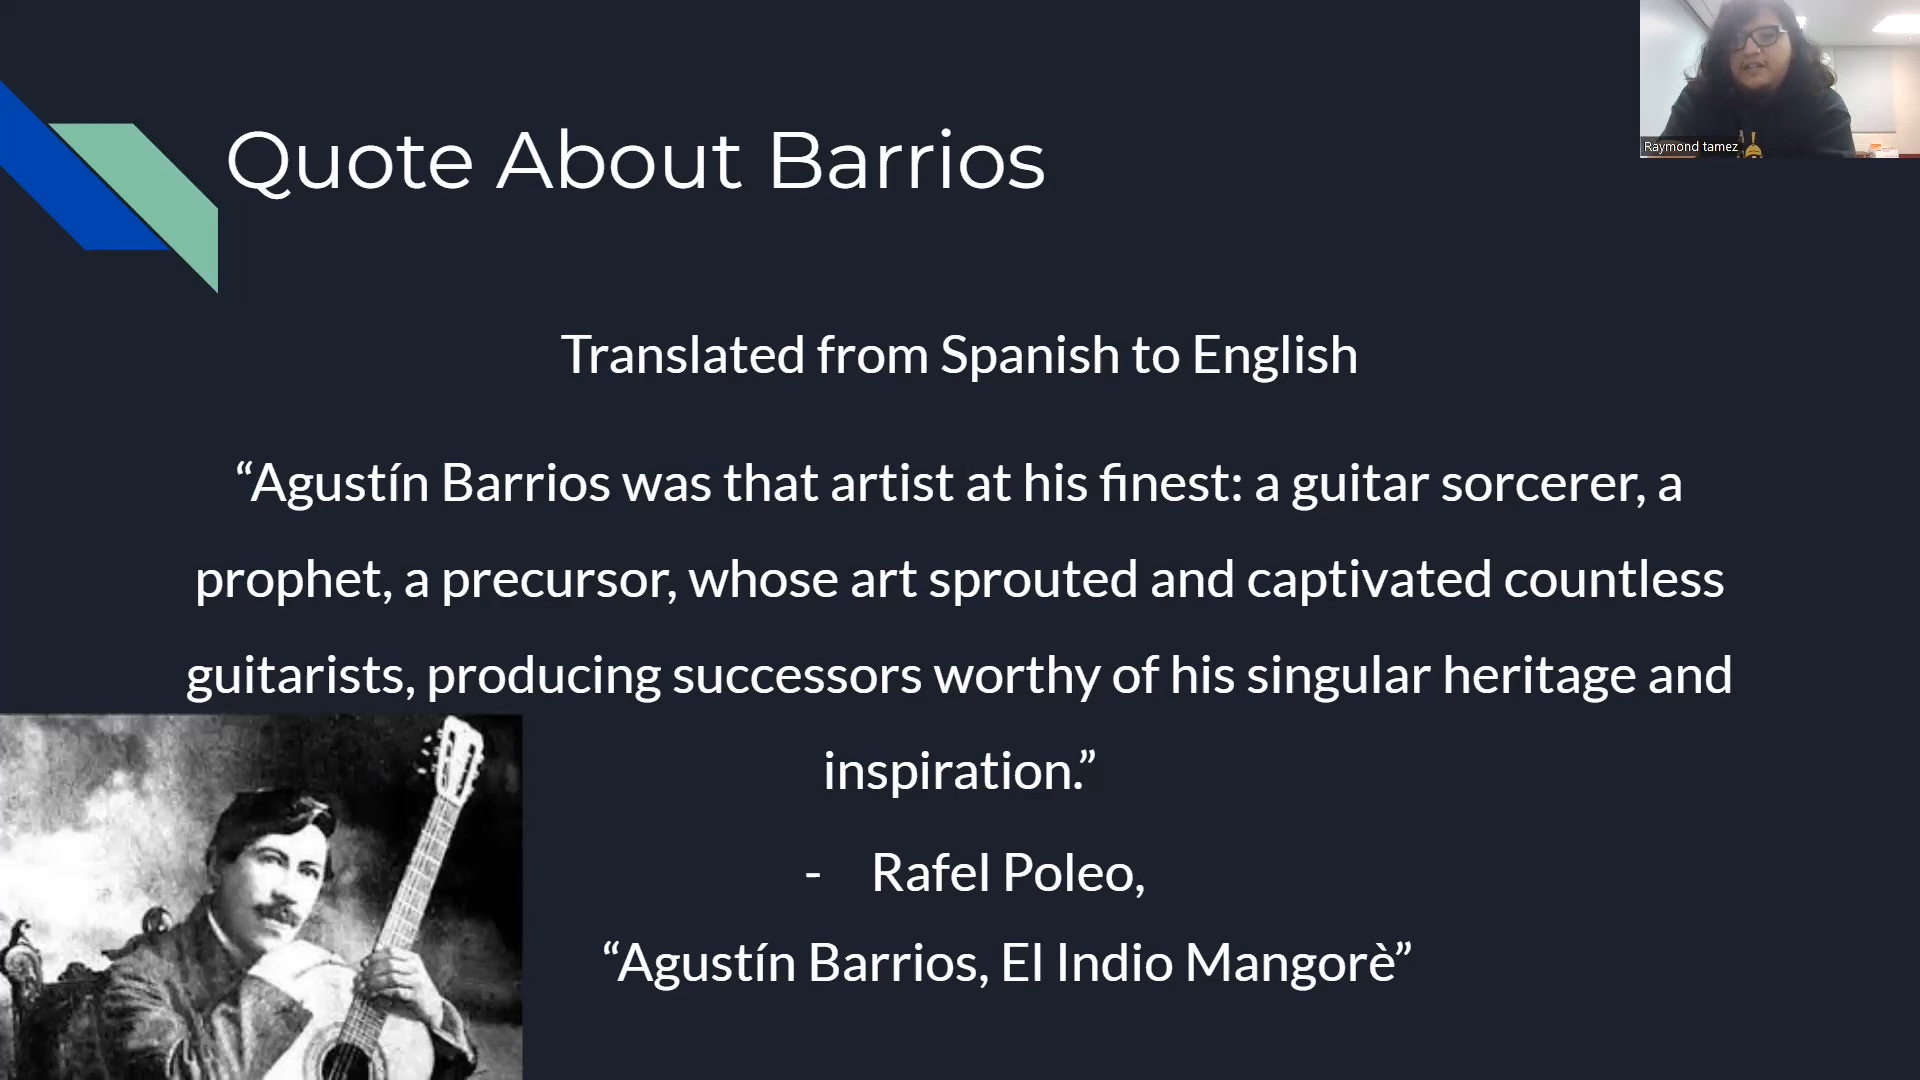 Quote About Barrios
Raymond tamez
Translated from Spanish to English
“Agustín Barrios was that artist at his finest: a guitar sorcerer, a
prophet, a precursor, whose art sprouted and captivated countless
guitarists, producing successors worthy of his singular heritage and
inspiration.”
- Rafel Poleo,
“Agustín Barrios, El Indio Mangorè”